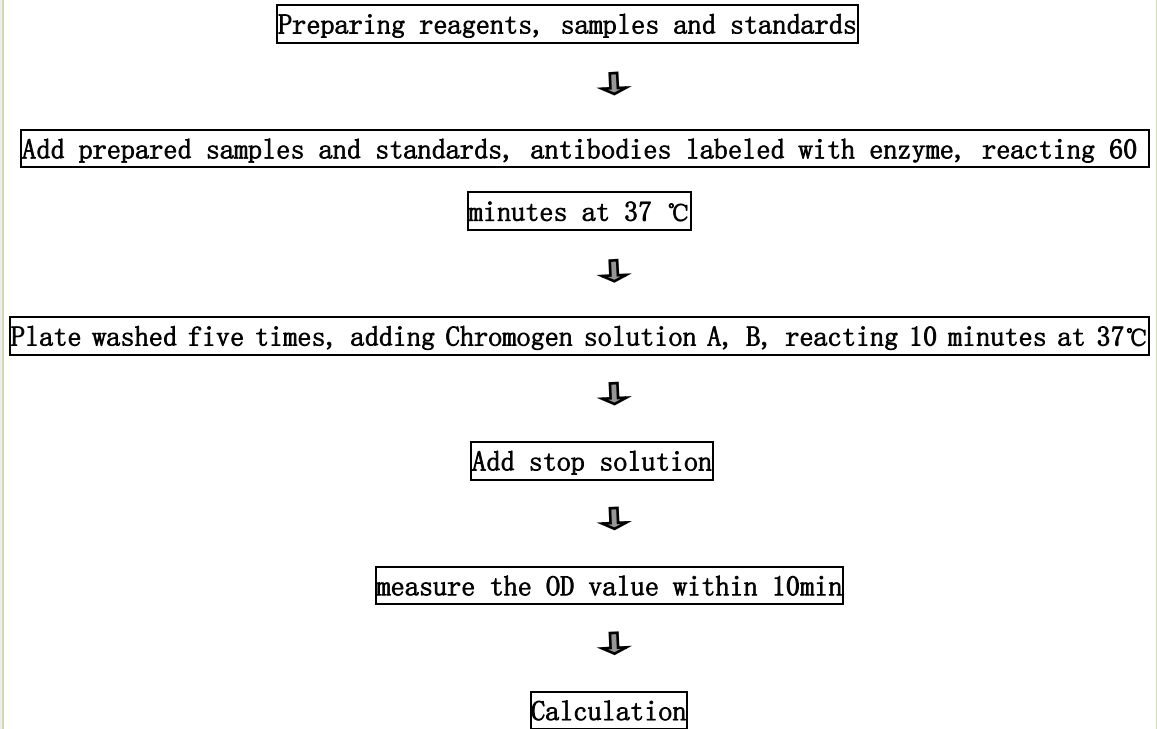 Preparing reagents, samples and standards
Add prepared samples and standards, antibodies labeled with enzyme, reacting 60
minutes at 37 ℃
Plate washed five times, adding Chromogen solution A, B, reacting 10 minutes at 37℃
Add stop solution
measure the OD value within 10min
Calculation